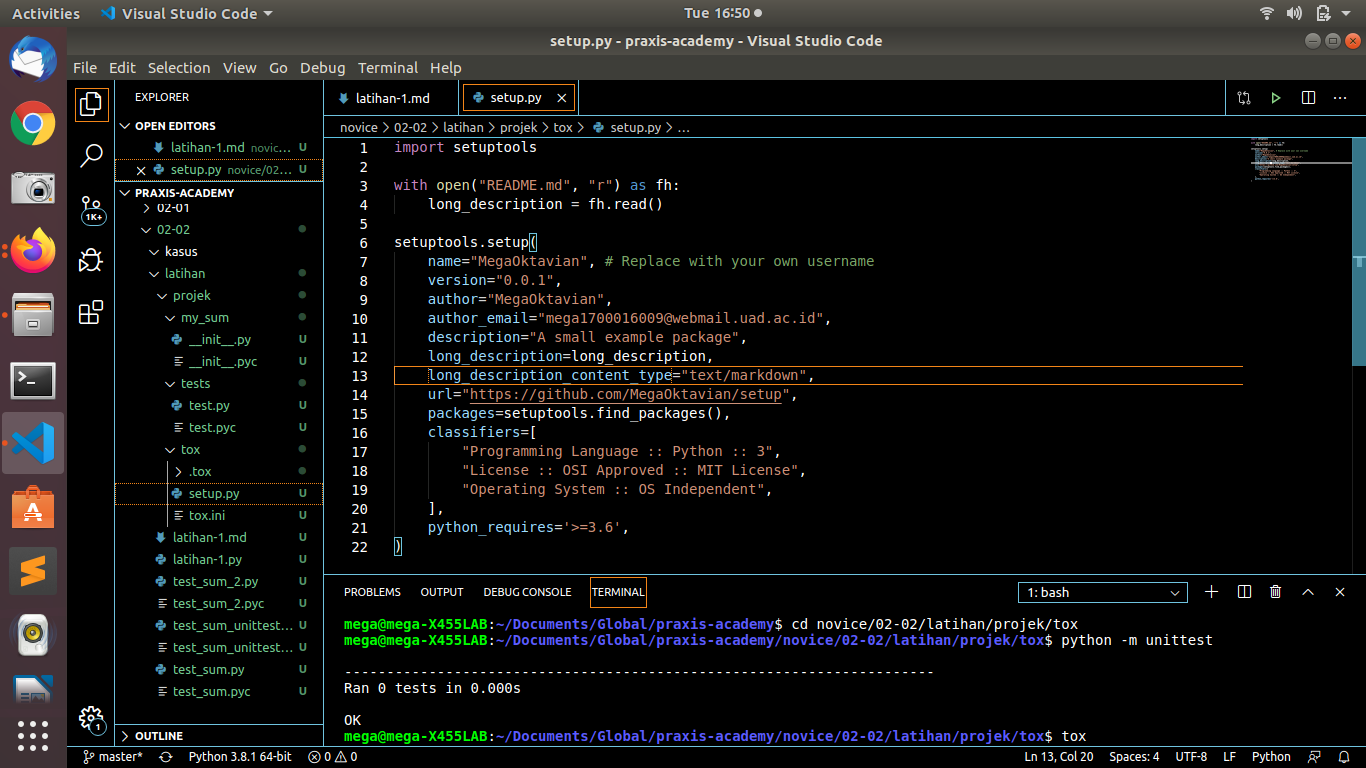 Activities Visual Studio Code Tue 16:50
setup.py - praxis-academy - Visual Studio Code
File Edit Selection View Go Debug Terminal Help
EXPLORER
OPEN EDITORS
latihan-1.md novic... U
setup.py novice/02... U
PRAXIS-ACADEMY
02-01
02-02
kasus
latihan
projek
my_sum
__init__.py U
__init__.pyc U
tests
test.py U
test.pyc U
tox
.tox
setup.py U
tox.ini U
latihan-1.md U
latihan-1.py U
test_sum_2.py U
test_sum_2.pyc U
test_sum_unittest... U
test_sum_unittest... U
test_sum.py U
test_sum.pyc U
OUTLINE
1K+
1
latihan-1.md setup.py
novice > 02-02 > latihan > projek > tox > setup.py > ...
1 import setuptools
2
3 with open("README.md", "r") as fh:
4 long_description = fh.read()
5
6 setuptools.setup(
7 name="MegaOktavian", # Replace with your own username
8 version="0.0.1",
9 author="MegaOktavian",
10 author_email="mega1700016009@webmail.uad.ac.id",
11 description="A small example package",
12 long_description=long_description,
13 long_description_content_type="text/markdown",
14 url="https://github.com/MegaOktavian/setup",
15 packages=setuptools.find_packages(),
16 classifiers=[
17 "Programming Language :: Python :: 3",
18 "License :: OSI Approved :: MIT License",
19 "Operating System :: OS Independent",
20 ],
21 python_requires='>=3.6',
22 )
PROBLEMS OUTPUT DEBUG CONSOLE TERMINAL 1: bash
mega@mega-X455LAB:~/Documents/Global/praxis-academy$ cd novice/02-02/latihan/projek/tox
mega@mega-X455LAB:~/Documents/Global/praxis-academy/novice/02-02/latihan/projek/tox$ python -m unittest
----------------------------------------------------------------------
Ran 0 tests in 0.000s
OK
mega@mega-X455LAB:~/Documents/Global/praxis-academy/novice/02-02/latihan/projek/tox$ tox
master* Python 3.8.1 64-bit 0 0 Ln 13, Col 20 Spaces: 4 UTF-8 LF Python